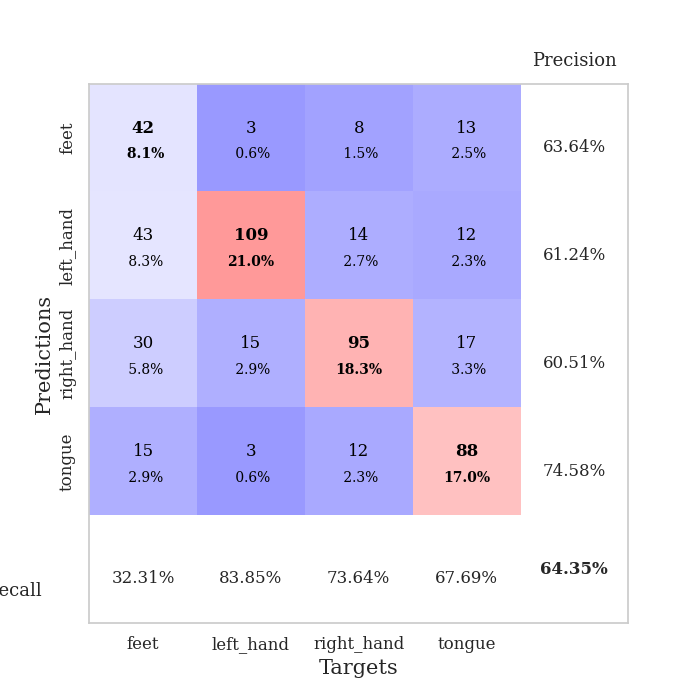 Precision
feet
42 3 8 13
8.1% 0.6% 1.5% 2.5%
63.64%
left_hand
43 109 14 12
8.3% 21.0% 2.7% 2.3%
61.24%
Predictions
right_hand
30 15 95 17
5.8% 2.9% 18.3% 3.3%
60.51%
tongue
15 3 12 88
2.9% 0.6% 2.3% 17.0%
74.58%
ecall
32.31% 83.85% 73.64% 67.69% 64.35%
feet left_hand right_hand tongue
Targets